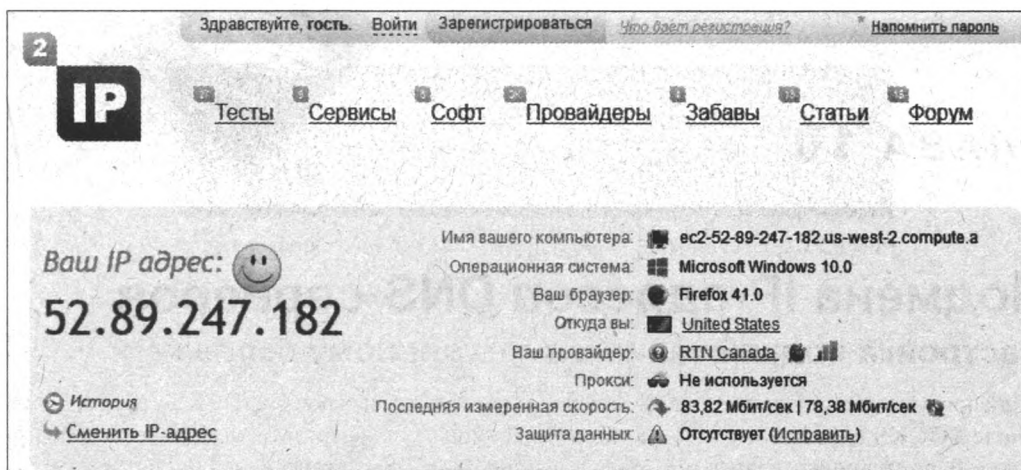 Здравствуйте, гость. Войти Зарегистрироваться Что дает регистрация? Напомнить пароль
2
IP
Тесты Сервисы Софт Провайдеры Забавы Статьи Форум
Ваш IP адрес:
52.89.247.182
История
Сменить IP-адрес
Имя вашего компьютера: ec2-52-89-247-182.us-west-2.compute.a
Операционная система: Microsoft Windows 10.0
Ваш браузер: Firefox 41.0
Откуда вы: United States
Ваш провайдер: RTN Canada
Прокси: Не используется
Последняя измеренная скорость: 83,82 Мбит/сек | 78,38 Мбит/сек
Защита данных: Отсутствует (Исправить)